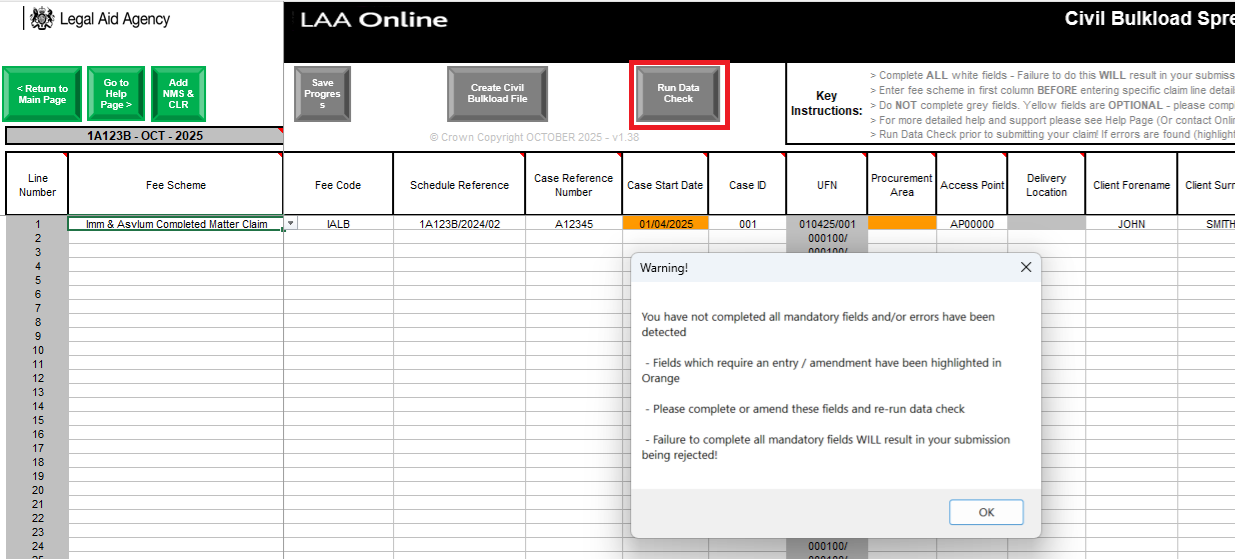 Legal Aid Agency
LAA Online
Civil Bulkload Spre
< Return to
Main Page
Go to
Help
Page >
Add
NMS &
CLR
Save
Progres
s
Create Civil
Bulkload File
Run Data
Check
Key
Instructions:
> Complete ALL white fields - Failure to do this WILL result in your submiss
> Enter fee scheme in first column BEFORE entering specific claim line detail
> Do NOT complete grey fields. Yellow fields are OPTIONAL - please comp
> For more detailed help and support please see Help Page (Or contact Onli
> Run Data Check prior to submitting your claim! If errors are found (highlight
1A123B - OCT - 2025
© Crown Copyright OCTOBER 2025 - v1.38
Line
Number
Fee Scheme
Fee Code
Schedule Reference
Case Reference
Number
Case Start Date
Case ID
UFN
Procurement
Area
Access Point
Delivery
Location
Client Forename
Client Surn
1 Imm & Asylum Completed Matter Claim IALB 1A123B/2024/02 A12345 01/04/2025 001 010425/001 AP00000 JOHN SMITH
2 000100/
3 000100/
4
5
6
7
8
9
10
11
12
13
14
15
16
17
18
19
20
21
22
23
24 000100/
25
Warning!
You have not completed all mandatory fields and/or errors have been
detected
- Fields which require an entry / amendment have been highlighted in
Orange
- Please complete or amend these fields and re-run data check
- Failure to complete all mandatory fields WILL result in your submission
being rejected!
OK